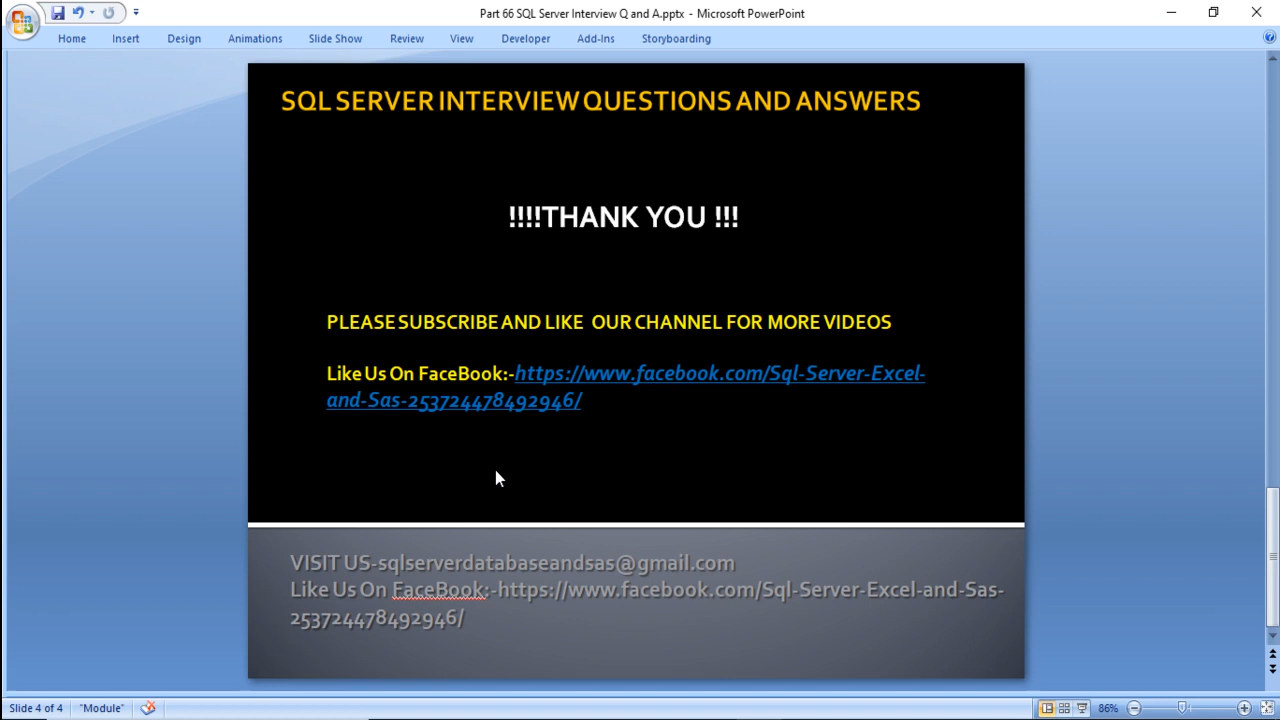 Part 66 SQL Server Interview Q and A.pptx - Microsoft PowerPoint
Home Insert Design Animations Slide Show Review View Developer Add-Ins Storyboarding
SQL SERVER INTERVIEW QUESTIONS AND ANSWERS
!!!!THANK YOU !!!
PLEASE SUBSCRIBE AND LIKE OUR CHANNEL FOR MORE VIDEOS
Like Us On FaceBook:-https://www.facebook.com/Sql-Server-Excel-
and-Sas-253724478492946/
VISIT US-sqlserverdatabaseandsas@gmail.com
Like Us On FaceBook:-https://www.facebook.com/Sql-Server-Excel-and-Sas-
253724478492946/
Slide 4 of 4 "Module" 86%